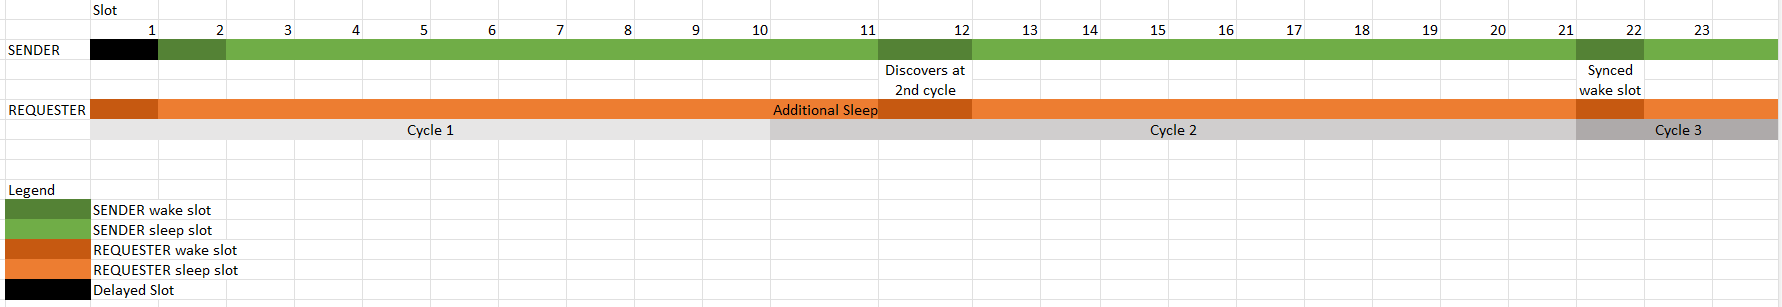 Slot
1 2 3 4 5 6 7 8 9 10 11 12 13 14 15 16 17 18 19 20 21 22 23
SENDER
Discovers at
2nd cycle
Synced
wake slot
REQUESTER Additional Sleep
Cycle 1 Cycle 2 Cycle 3
Legend
SENDER wake slot
SENDER sleep slot
REQUESTER wake slot
REQUESTER sleep slot
Delayed Slot